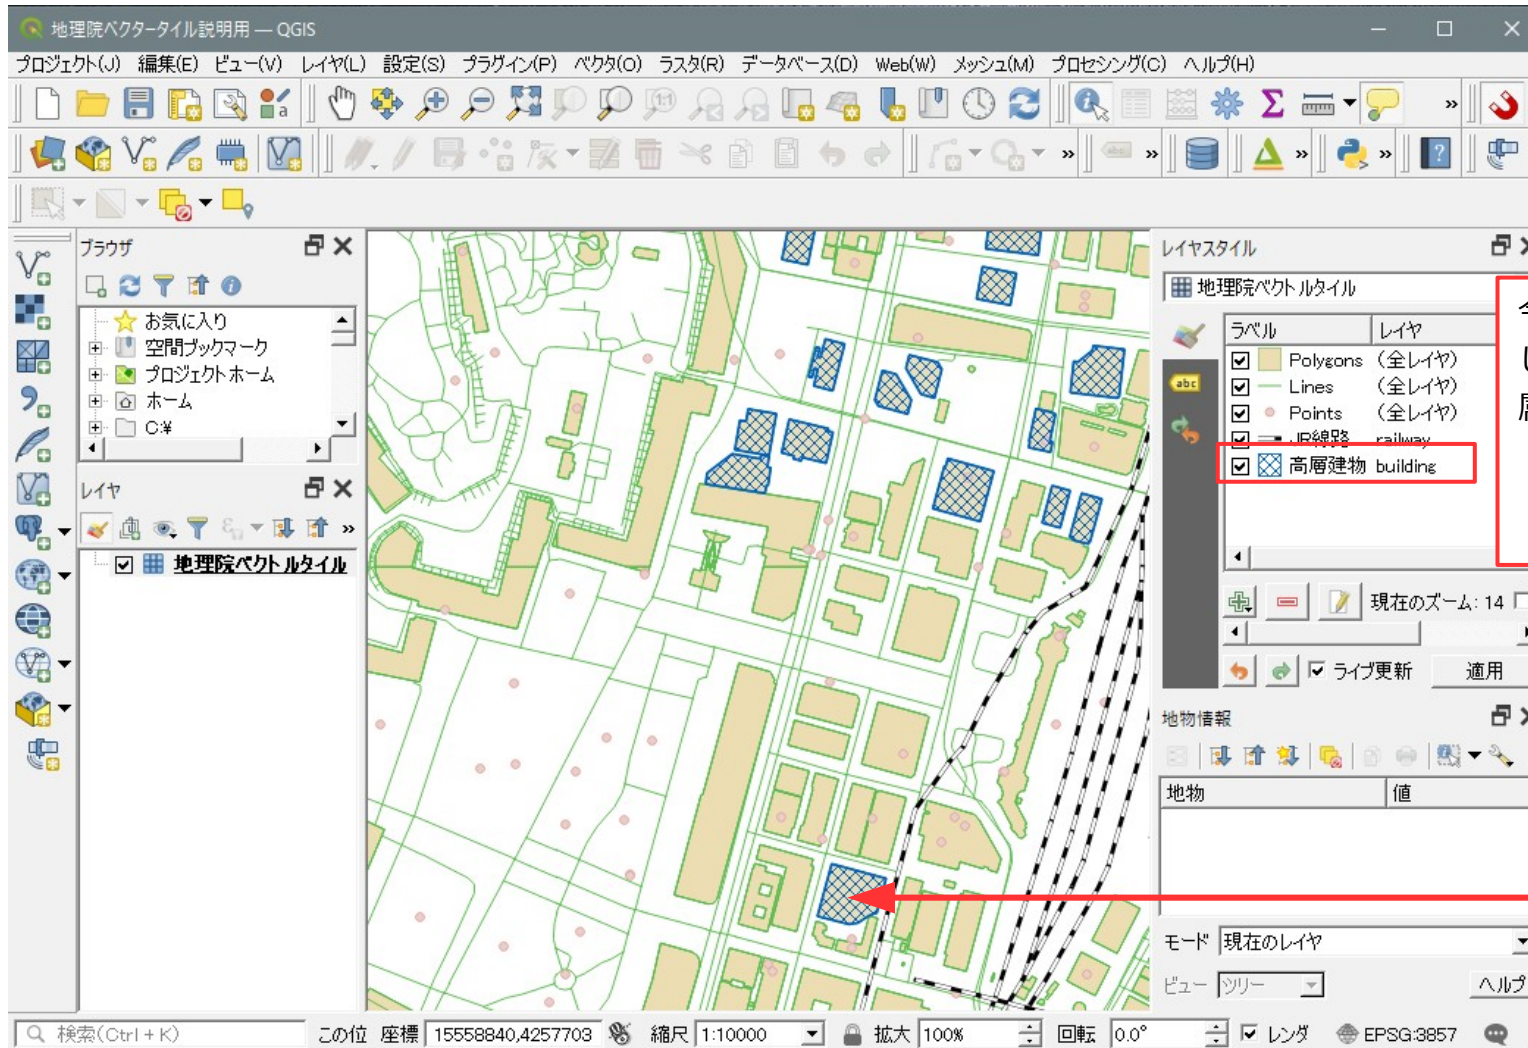 地理院ベクタータイル説明用 — QGIS
プロジェクト(J) 編集(E) ビュー(V) レイヤ(L) 設定(S) プラグイン(P) ベクタ(O) ラスタ(R) データベース(D) Web(W) メッシュ(M) プロセシング(C) ヘルプ(H)
ブラウザ
お気に入り
空間ブックマーク
プロジェクトホーム
ホーム
C:¥
レイヤ
地理院ベクトルタイル
レイヤスタイル
地理院ベクトルタイル
ラベル レイヤ
Polygons (全レイヤ)
Lines (全レイヤ)
Points (全レイヤ)
JR線路 railway
高層建物 building
abc
現在のズーム: 14
ライブ更新 適用
地物情報
地物 値
モード 現在のレイヤ
ビュー ツリー ヘルプ
検索(Ctrl + K) この位 座標 15558840,4257703 縮尺 1:10000 拡大 100% 回転 0.0° レンダ EPSG:3857